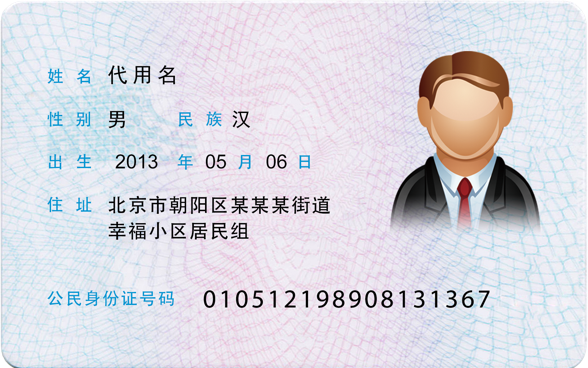 姓名 代用名
性别 男 民族 汉
出生 2013 年 05 月 06 日
住址 北京市朝阳区某某某街道
幸福小区居民组
公民身份证号码 010512198908131367